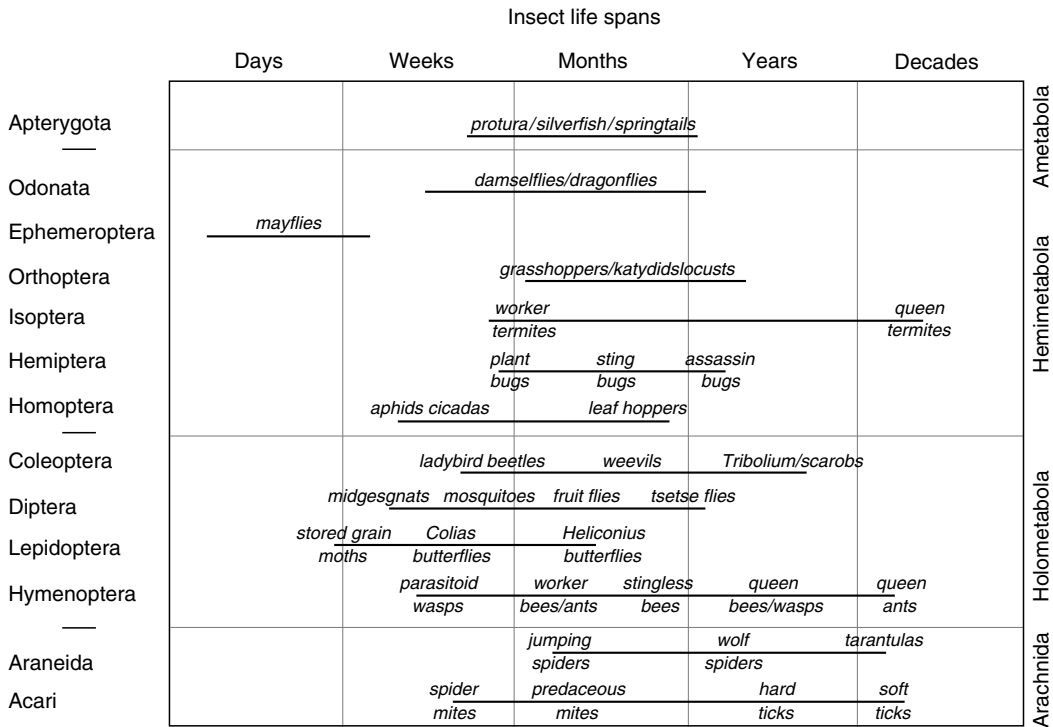 Insect life spans
Days Weeks Months Years Decades
Apterygota protura/silverfish/springtails
Ametabola
Odonata damselflies/dragonflies
Ephemeroptera mayflies
Orthoptera grasshoppers/katydidslocusts
Isoptera worker queen
termites termites
Hemiptera plant sting assassin
bugs bugs bugs
Homoptera aphids cicadas leaf hoppers
Hemimetabola
Coleoptera ladybird beetles weevils Tribolium/scarobs
Diptera midgesgnats mosquitoes fruit flies tsetse flies
Lepidoptera stored grain Colias Heliconius
moths butterflies butterflies
Hymenoptera parasitoid worker stingless queen queen
wasps bees/ants bees bees/wasps ants
Holometabola
Araneida jumping wolf tarantulas
spiders spiders
Acari spider predaceous hard soft
mites mites ticks ticks
Arachnida